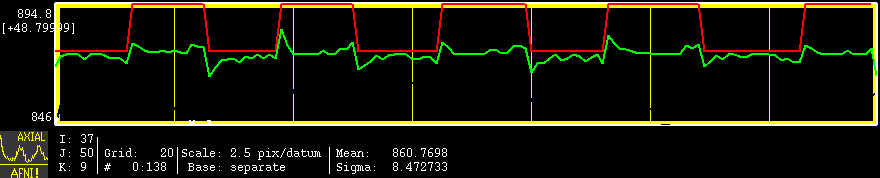 894.8
[+48.79999]
846
AXIAL
AFNI!
I: 37
J: 50
K: 9
Grid: 20
# 0:138
Scale: 2.5 pix/datum
Base: separate
Mean: 860.7698
Sigma: 8.472733